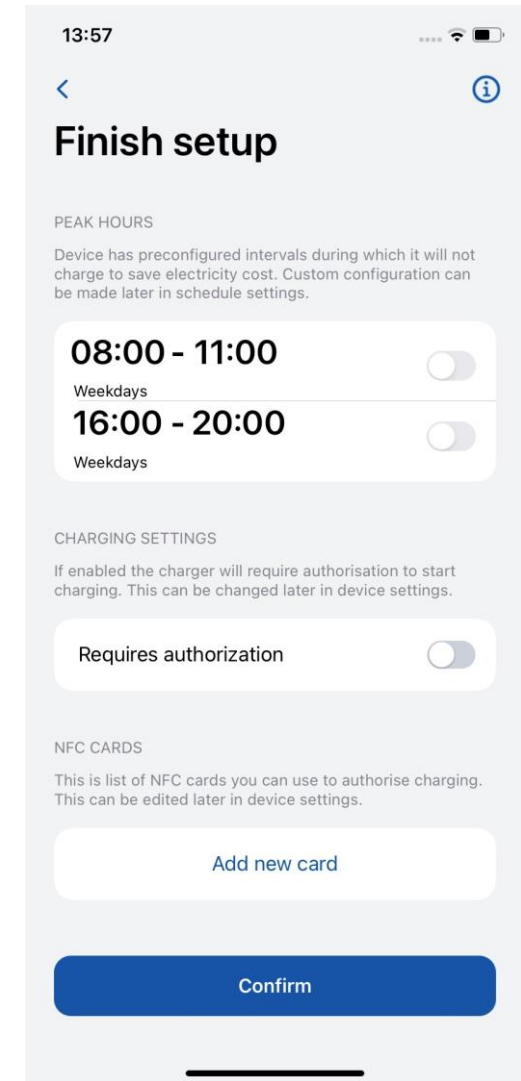 13:57
Finish setup
PEAK HOURS
Device has preconfigured intervals during which it will not
charge to save electricity cost. Custom configuration can
be made later in schedule settings.
08:00 - 11:00
Weekdays
16:00 - 20:00
Weekdays
CHARGING SETTINGS
If enabled the charger will require authorisation to start
charging. This can be changed later in device settings.
Requires authorization
NFC CARDS
This is list of NFC cards you can use to authorise charging.
This can be edited later in device settings.
Add new card
Confirm